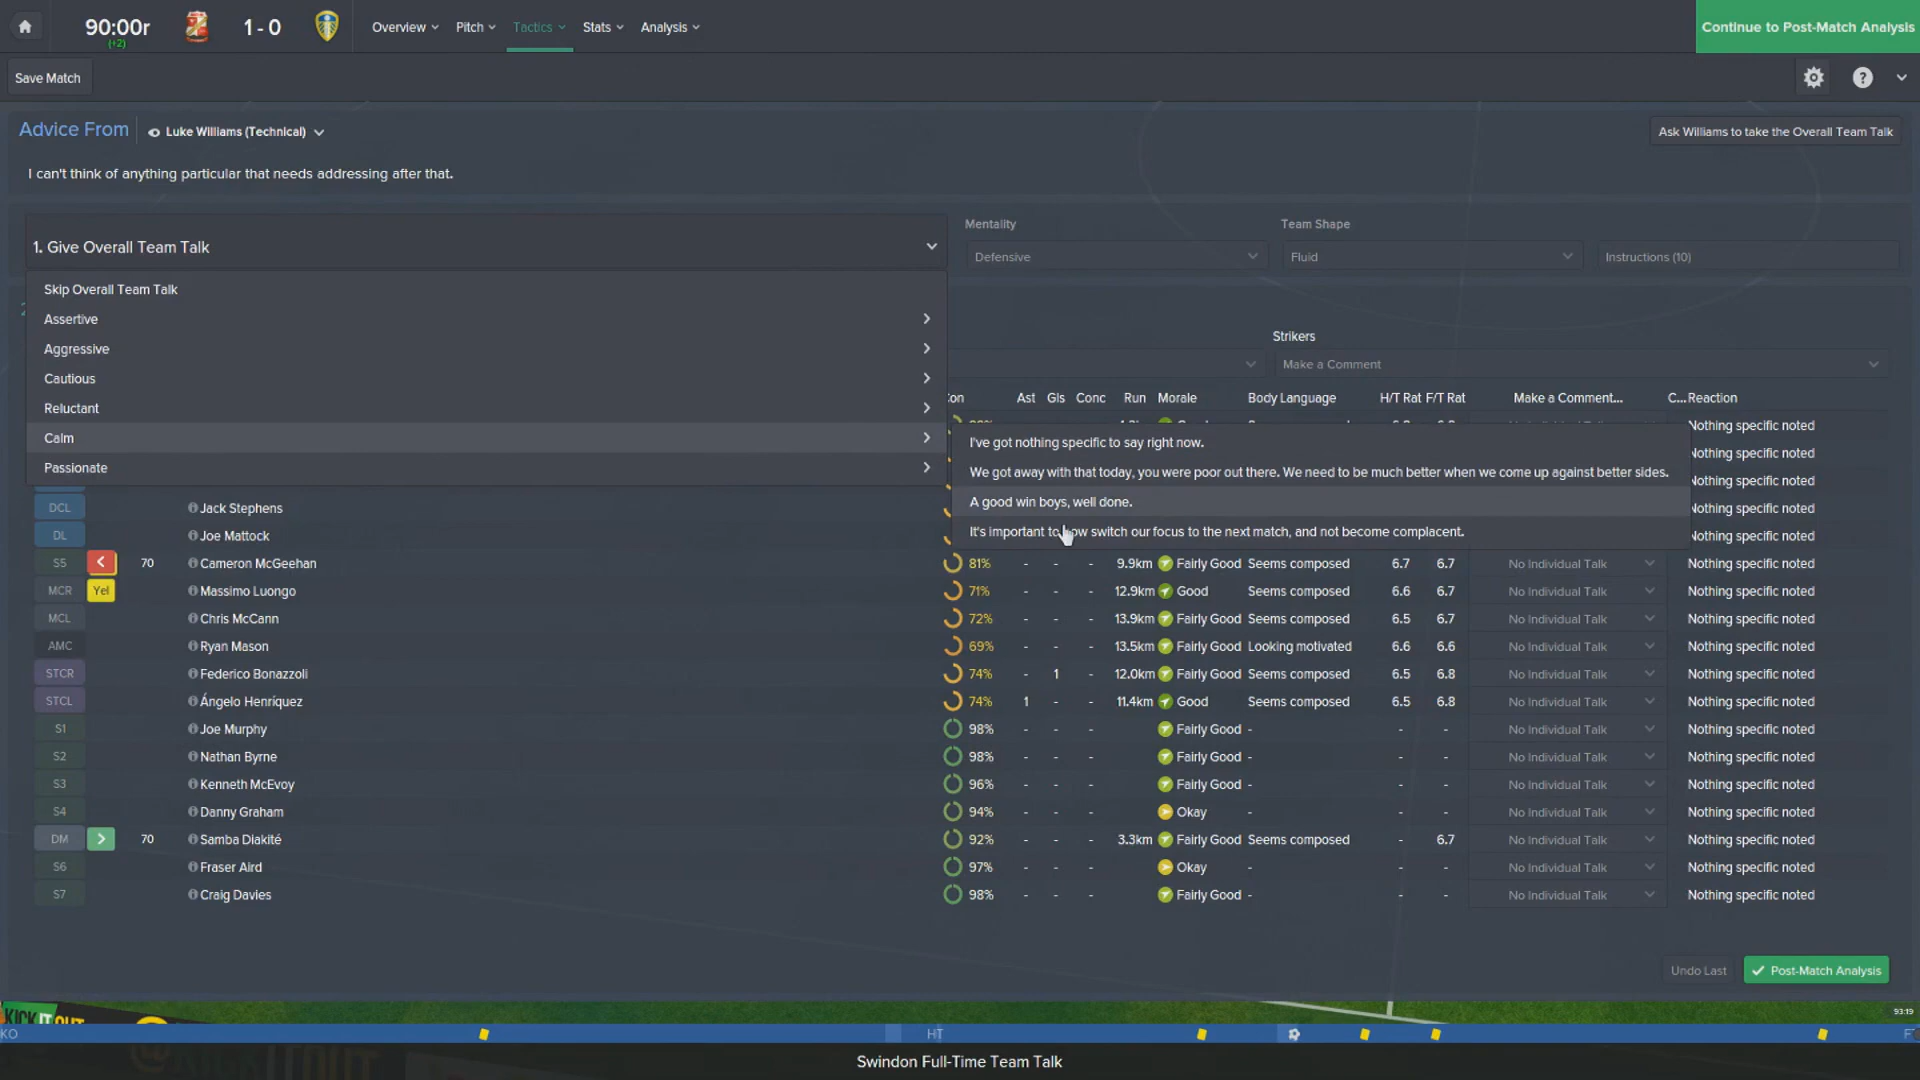 90:00r
(+2)
1 - 0
Overview
Pitch
Tactics
Stats
Analysis
Continue to Post-Match Analysis
Save Match
Advice From
Luke Williams (Technical)
Ask Williams to take the Overall Team Talk
I can't think of anything particular that needs addressing after that.
1. Give Overall Team Talk
Mentality
Team Shape
Defensive
Fluid
Instructions (10)
Skip Overall Team Talk
Assertive
Aggressive
Cautious
Reluctant
Calm
Passionate
Strikers
Make a Comment
Ast Gls Conc Run Morale Body Language H/T Rat F/T Rat Make a Comment... C... Reaction
Nothing specific noted
I've got nothing specific to say right now.
Nothing specific noted
We got away with that today, you were poor out there. We need to be much better when we come up against better sides.
Nothing specific noted
A good win boys, well done.
DCL Jack Stephens Nothing specific noted
It's important to now switch our focus to the next match, and not become complacent.
DL Joe Mattock Nothing specific noted
S5 70 Cameron McGeehan 81% - - - 9.9km Fairly Good Seems composed 6.7 6.7 No Individual Talk Nothing specific noted
MCR Yel Massimo Luongo 71% - - - 12.9km Good Seems composed 6.6 6.7 No Individual Talk Nothing specific noted
MCL Chris McCann 72% - - - 13.9km Fairly Good Seems composed 6.5 6.7 No Individual Talk Nothing specific noted
AMC Ryan Mason 69% - - - 13.5km Fairly Good Looking motivated 6.6 6.6 No Individual Talk Nothing specific noted
STCR Federico Bonazzoli 74% - 1 - 12.0km Fairly Good Seems composed 6.5 6.8 No Individual Talk Nothing specific noted
STCL Ángelo Henríquez 74% 1 - - 11.4km Good Seems composed 6.5 6.8 No Individual Talk Nothing specific noted
S1 Joe Murphy 98% - - - Fairly Good - - - No Individual Talk Nothing specific noted
S2 Nathan Byrne 98% - - - Fairly Good - - - No Individual Talk Nothing specific noted
S3 Kenneth McEvoy 96% - - - Fairly Good - - - No Individual Talk Nothing specific noted
S4 Danny Graham 94% - - - Okay - - - No Individual Talk Nothing specific noted
DM 70 Samba Diakité 92% - - - 3.3km Fairly Good Seems composed - 6.7 No Individual Talk Nothing specific noted
S6 Fraser Aird 97% - - - Okay - - - No Individual Talk Nothing specific noted
S7 Craig Davies 98% - - - Fairly Good - - - No Individual Talk Nothing specific noted
Undo Last
Post-Match Analysis
KICK IT OUT
93:19
KO
HT
Swindon Full-Time Team Talk